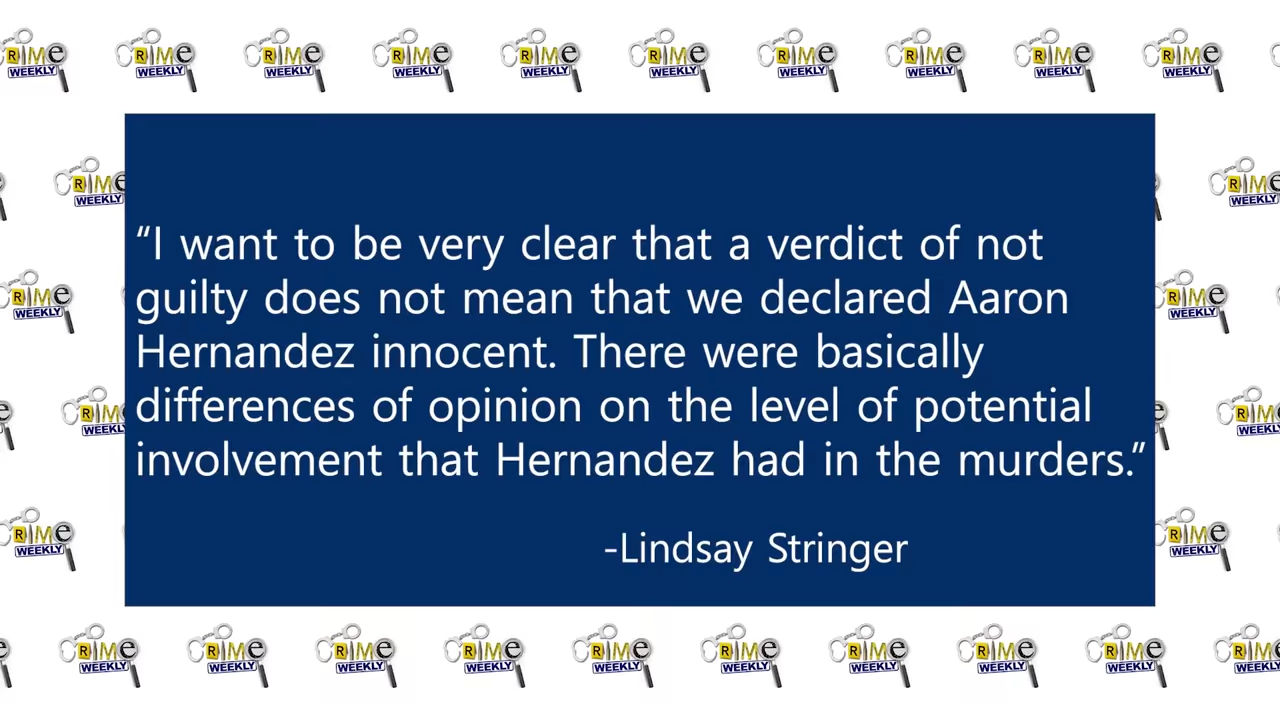 “I want to be very clear that a verdict of not
guilty does not mean that we declared Aaron
Hernandez innocent. There were basically
differences of opinion on the level of potential
involvement that Hernandez had in the murders.”
-Lindsay Stringer
CRIME WEEKLY